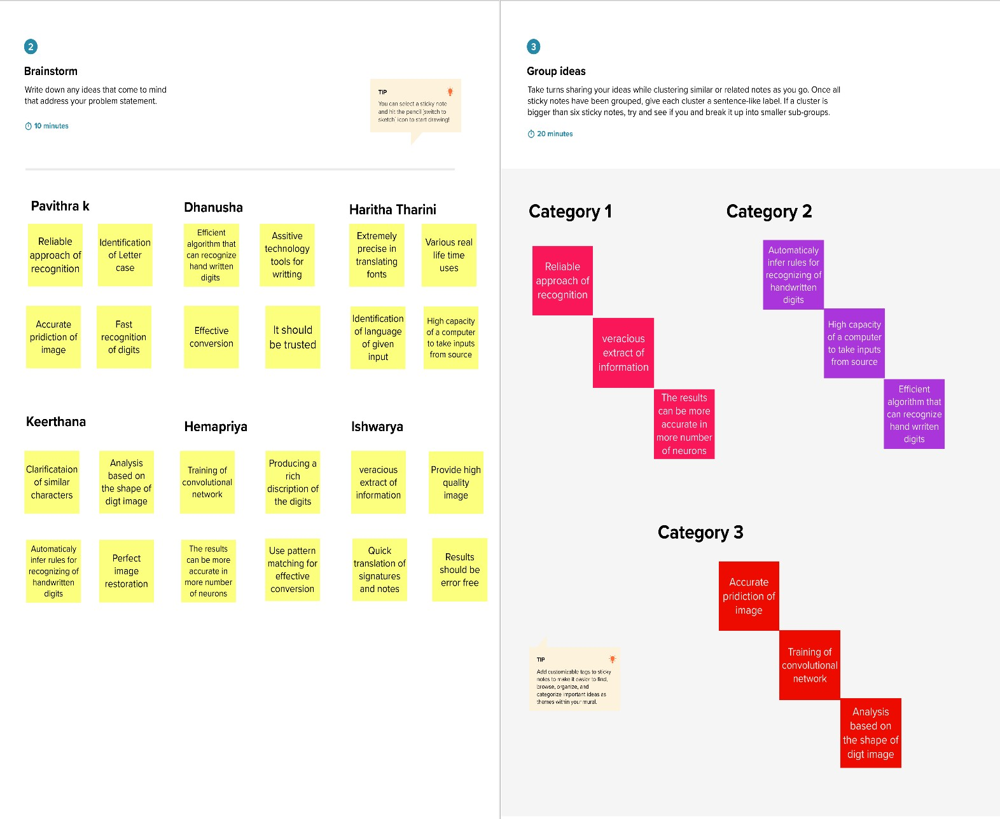 2
Brainstorm
Write down any ideas that come to mind
that address your problem statement.
10 minutes
TIP
You can select a sticky note
and hit the pencil [switch to
sketch] icon to start drawing!
Pavithra k
Reliable
approach of
recognition
Identification
of Letter
case
Accurate
pridiction of
image
Fast
recognition
of digits
Dhanusha
Efficient
algorithm that
can recognize
hand written
digits
Assitive
technology
tools for
writting
Effective
conversion
It should
be trusted
Haritha Tharini
Extremely
precise in
translating
fonts
Various real
life time
uses
Identification
of language
of given
input
High capacity
of a computer
to take inputs
from source
Keerthana
Clarificataion
of similar
characters
Analysis
based on
the shape of
digt image
Automaticaly
infer rules for
recognizing of
handwritten
digits
Perfect
image
restoration
Hemapriya
Training of
convolutional
network
Producing a
rich
discription of
the digits
The results
can be more
accurate in
more number
of neurons
Use pattern
matching for
effective
conversion
Ishwarya
veracious
extract of
information
Provide high
quality
image
Quick
translation of
signatures
and notes
Results
should be
error free
3
Group ideas
Take turns sharing your ideas while clustering similar or related notes as you go. Once all
sticky notes have been grouped, give each cluster a sentence-like label. If a cluster is
bigger than six sticky notes, try and see if you and break it up into smaller sub-groups.
20 minutes
Category 1
Reliable
approach of
recognition
veracious
extract of
information
The results
can be more
accurate in
more number
of neurons
Category 2
Automaticaly
infer rules for
recognizing of
handwritten
digits
High capacity
of a computer
to take inputs
from source
Efficient
algorithm that
can recognize
hand wrriten
digits
Category 3
Accurate
pridiction of
image
Training of
convolutional
network
Analysis
based on
the shape of
digt image
TIP
Add customizable tags to sticky
notes to make it easier to find,
browse, organize, and
categorize important ideas as
themes within your mural.